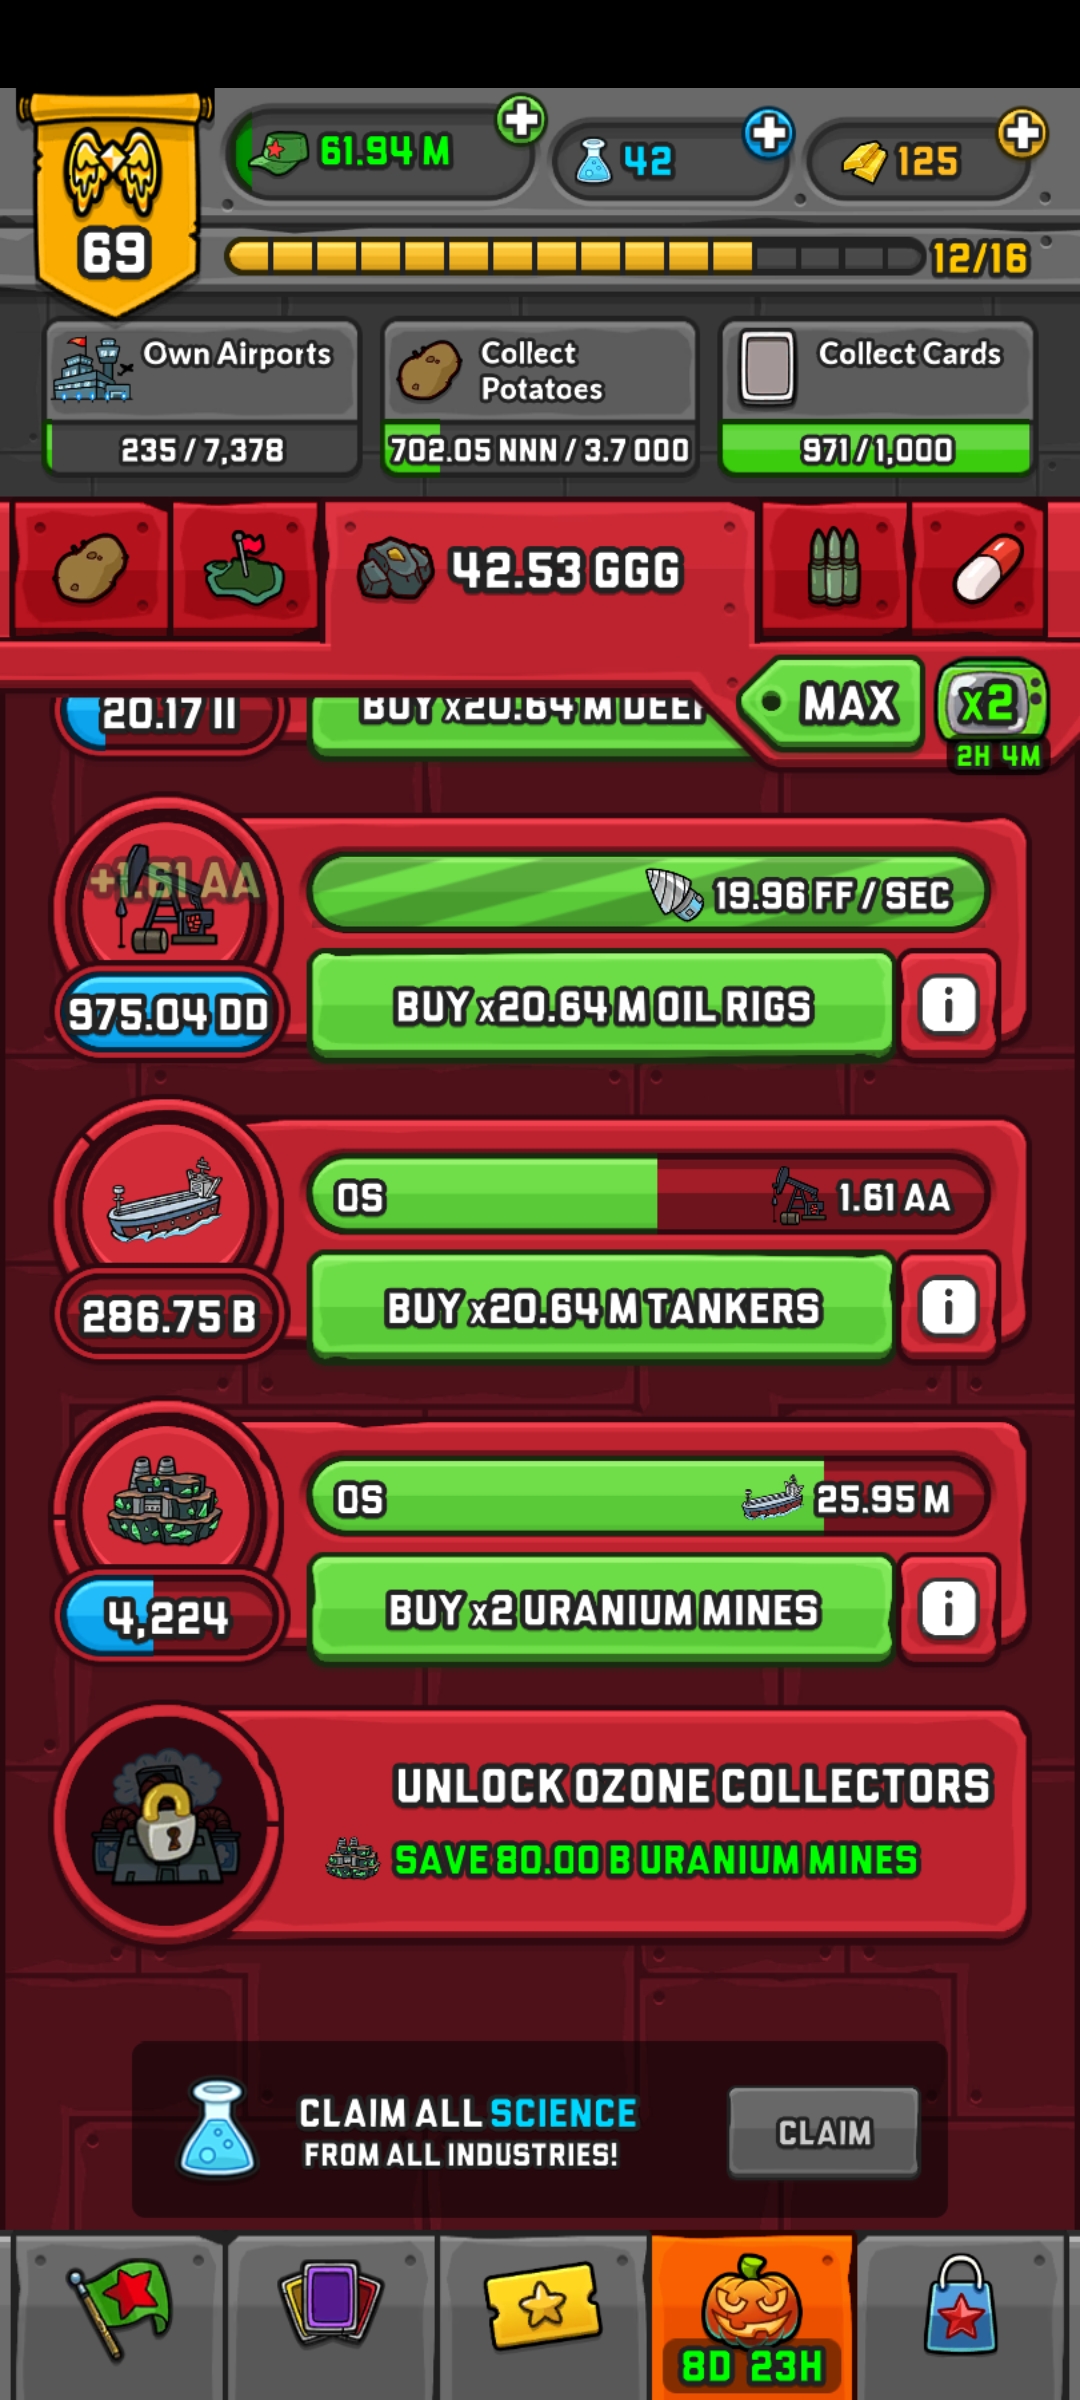 61.94 M
42
125
69
12/16
Own Airports
235 / 7,378
Collect
Potatoes
702.05 NNN / 3.7 OOO
Collect Cards
971 / 1,000
42.53 GGG
MAX
x2
2H 4M
20.17 II
BUY x20.64 M DEEP
+1.61 AA
19.96 FF / SEC
975.04 DD
BUY x20.64 M OIL RIGS
i
0S
1.61 AA
286.75 B
BUY x20.64 M TANKERS
i
0S
25.95 M
4,224
BUY x2 URANIUM MINES
i
UNLOCK OZONE COLLECTORS
SAVE 80.00 B URANIUM MINES
CLAIM ALL SCIENCE
FROM ALL INDUSTRIES!
CLAIM
8D 23H